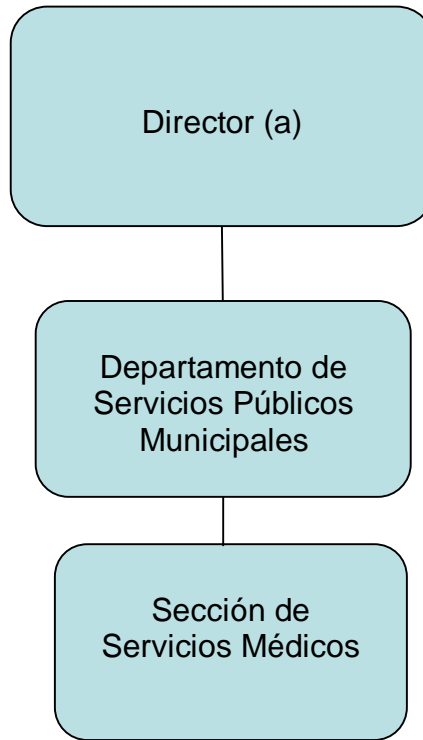 Director (a)
Departamento de
Servicios Públicos
Municipales
Sección de
Servicios Médicos